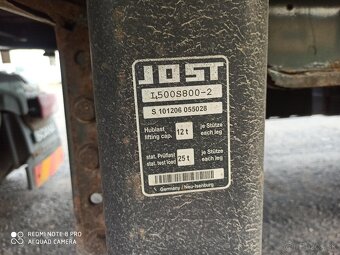 JOST
L500S800-2
S 101206 055028
Hublast lifting cap. 12 t je Stütze each leg
stat. Prüflast stat. test load 25 t je Stütze each leg
Germany / Neu-Isenburg
REDMI NOTE 8 PRO
AI QUAD CAMERA